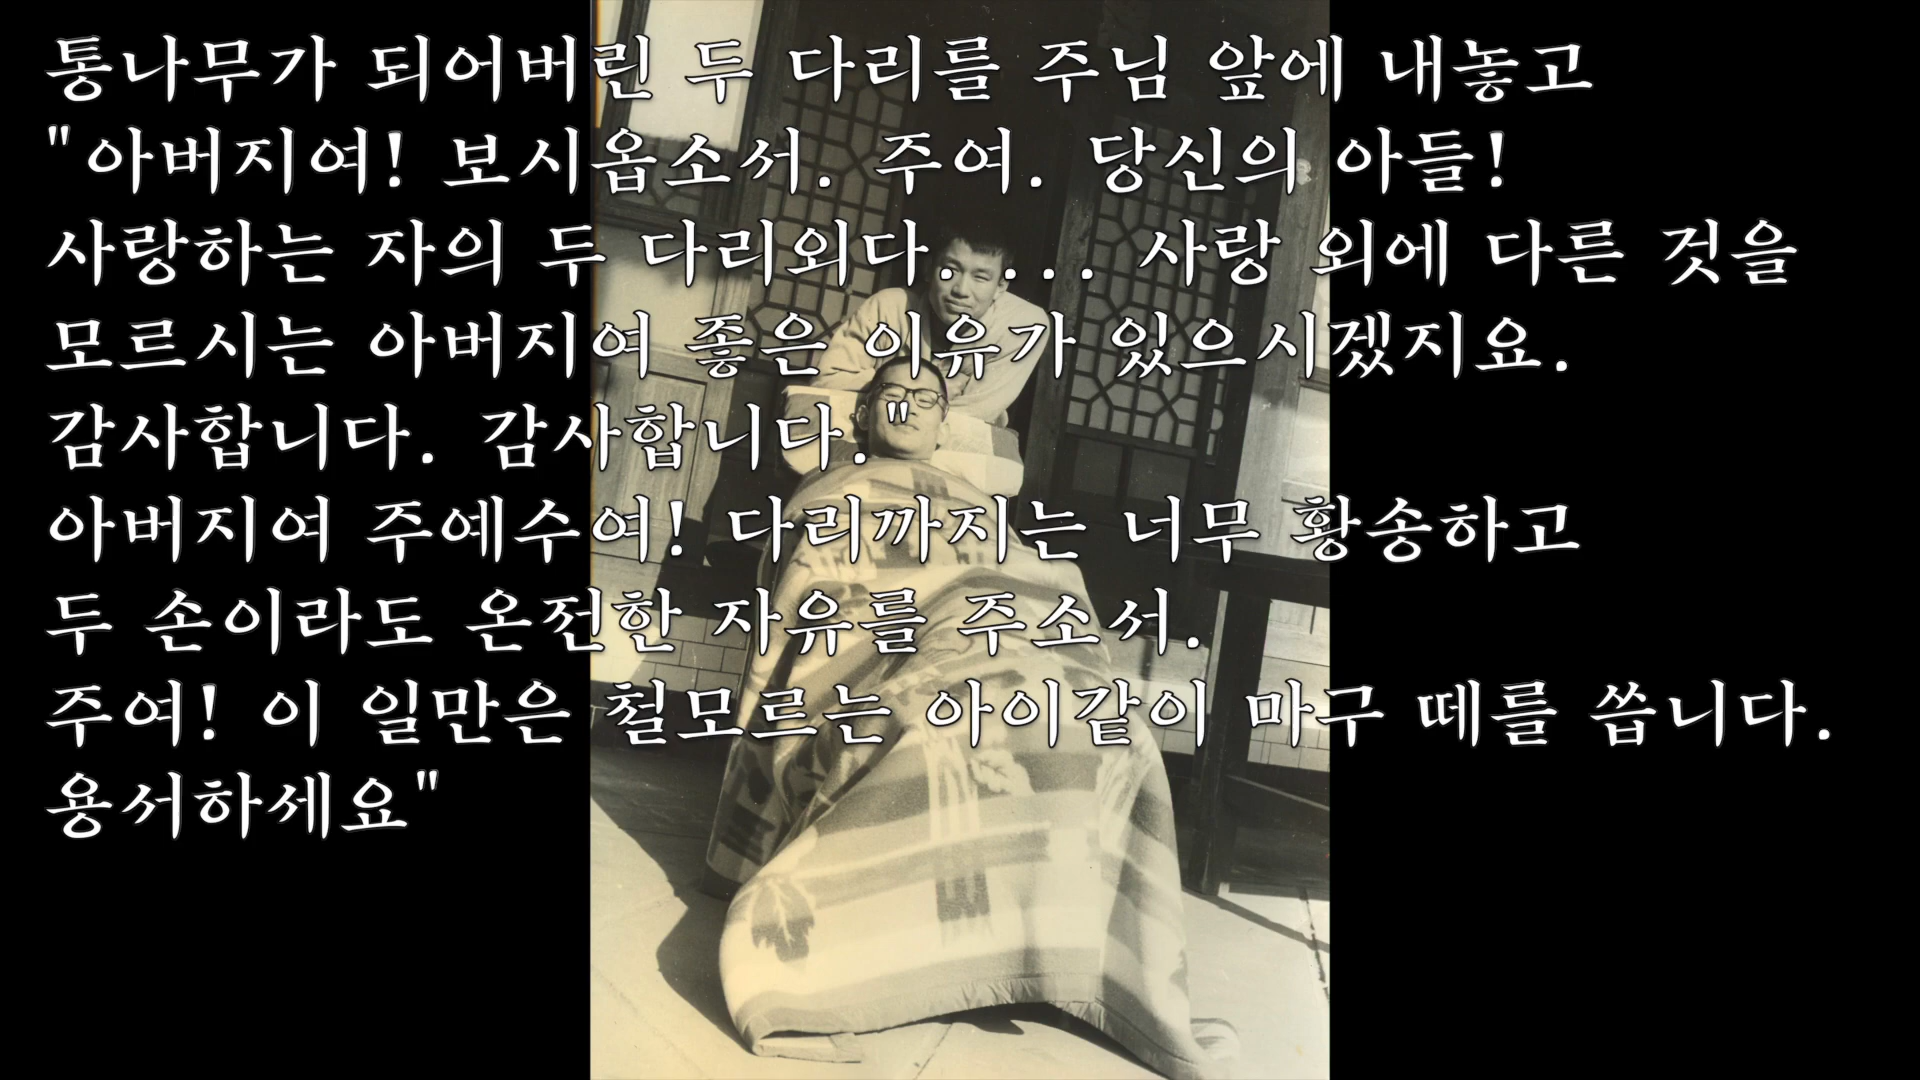 통나무가 되어버린 두 다리를 주님 앞에 내놓고
"아버지여! 보시옵소서. 주여. 당신의 아들!
사랑하는 자의 두 다리외다. ... 사랑 외에 다른 것을
모르시는 아버지여 좋은 이유가 있으시겠지요.
감사합니다. 감사합니다."
아버지여 주예수여! 다리까지는 너무 황송하고
두 손이라도 온전한 자유를 주소서.
주여! 이 일만은 철모르는 아이같이 마구 떼를 씁니다.
용서하세요"